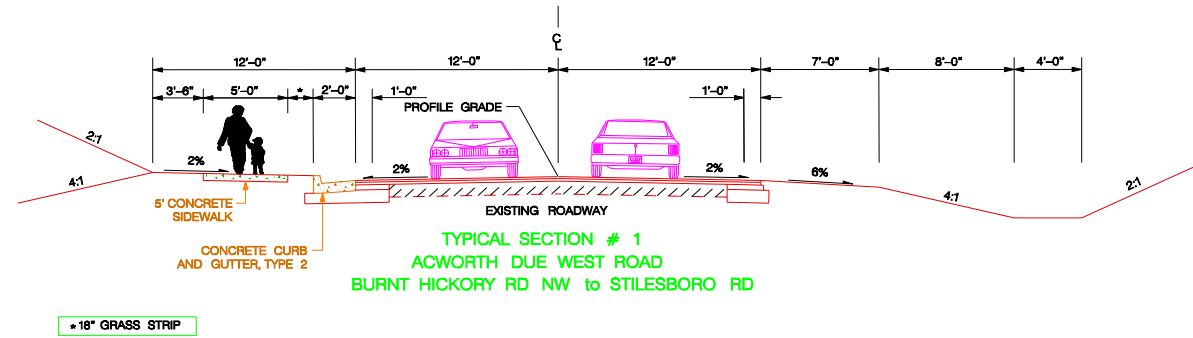 ℄
12'-0" 12'-0" 12'-0" 7'-0" 8'-0" 4'-0"
3'-6" 5'-0" * 2'-0" 1'-0" 1'-0"
PROFILE GRADE
2:1 2% 2% 2% 6% 2:1
4:1 4:1
5' CONCRETE
SIDEWALK
EXISTING ROADWAY
CONCRETE CURB
AND GUTTER, TYPE 2
TYPICAL SECTION # 1
ACWORTH DUE WEST ROAD
BURNT HICKORY RD NW to STILESBORO RD
* 18" GRASS STRIP